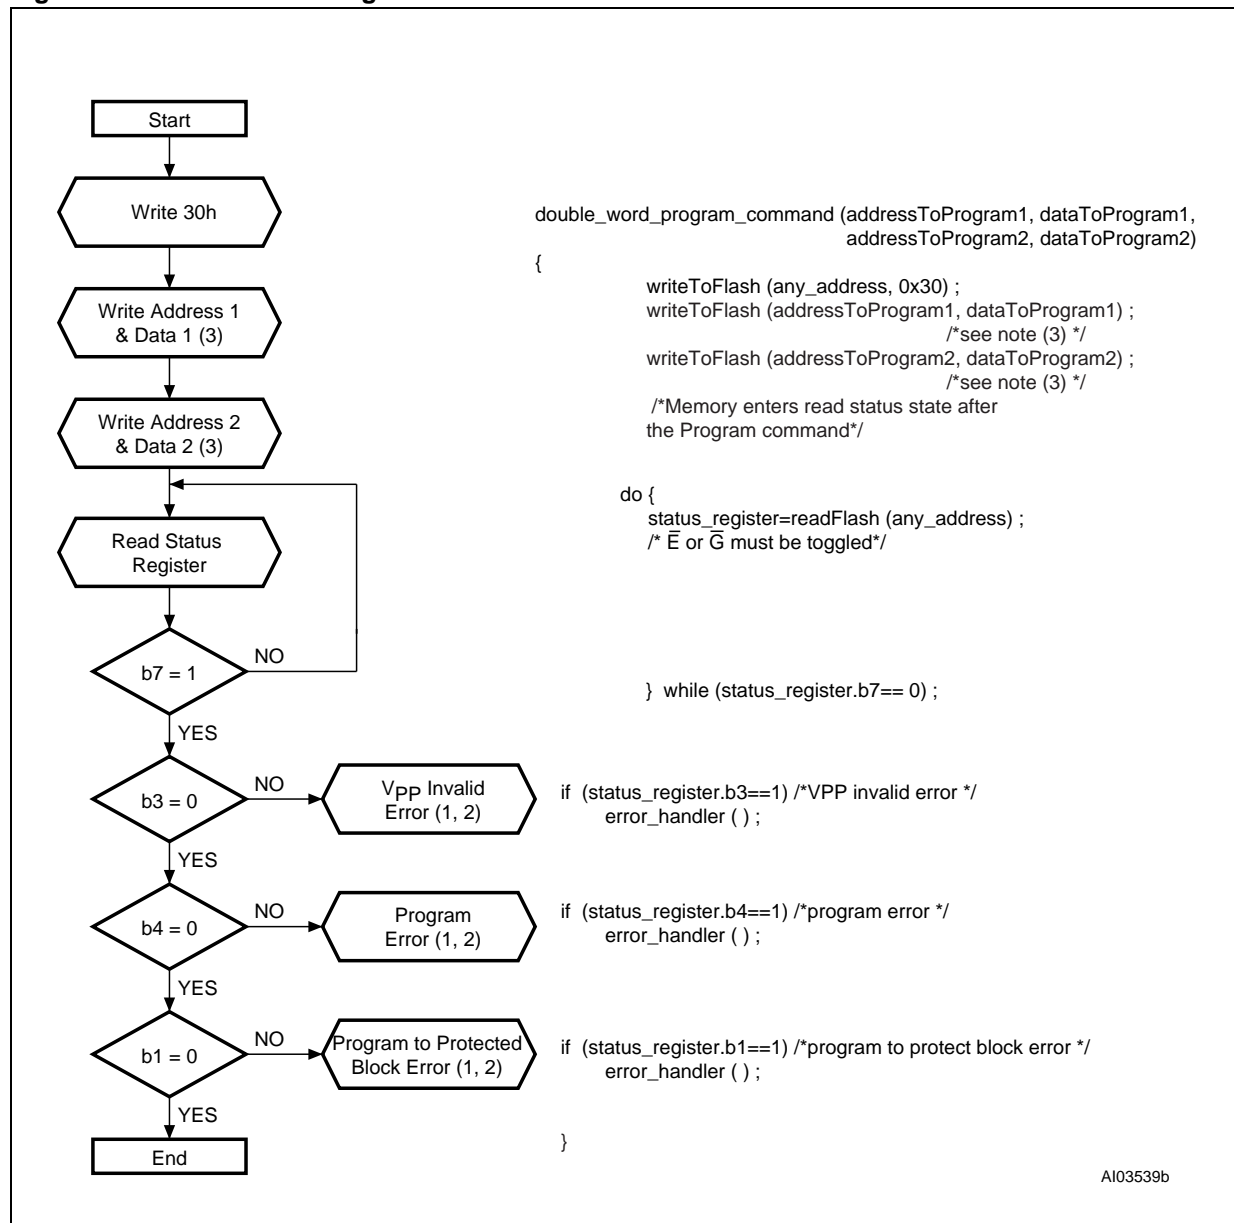 Start
Write 30h
Write Address 1
& Data 1 (3)
Write Address 2
& Data 2 (3)
Read Status
Register
b7 = 1
NO
YES
b3 = 0
NO
VPP Invalid
Error (1, 2)
YES
b4 = 0
NO
Program
Error (1, 2)
YES
b1 = 0
NO
Program to Protected
Block Error (1, 2)
YES
End
double_word_program_command (addressToProgram1, dataToProgram1,
addressToProgram2, dataToProgram2)
{
writeToFlash (any_address, 0x30) ;
writeToFlash (addressToProgram1, dataToProgram1) ;
/*see note (3) */
writeToFlash (addressToProgram2, dataToProgram2) ;
/*see note (3) */
/*Memory enters read status state after
the Program command*/
do {
status_register=readFlash (any_address) ;
/* E̅ or G̅ must be toggled*/
} while (status_register.b7== 0) ;
if (status_register.b3==1) /*VPP invalid error */
error_handler ( ) ;
if (status_register.b4==1) /*program error */
error_handler ( ) ;
if (status_register.b1==1) /*program to protect block error */
error_handler ( ) ;
}
AI03539b